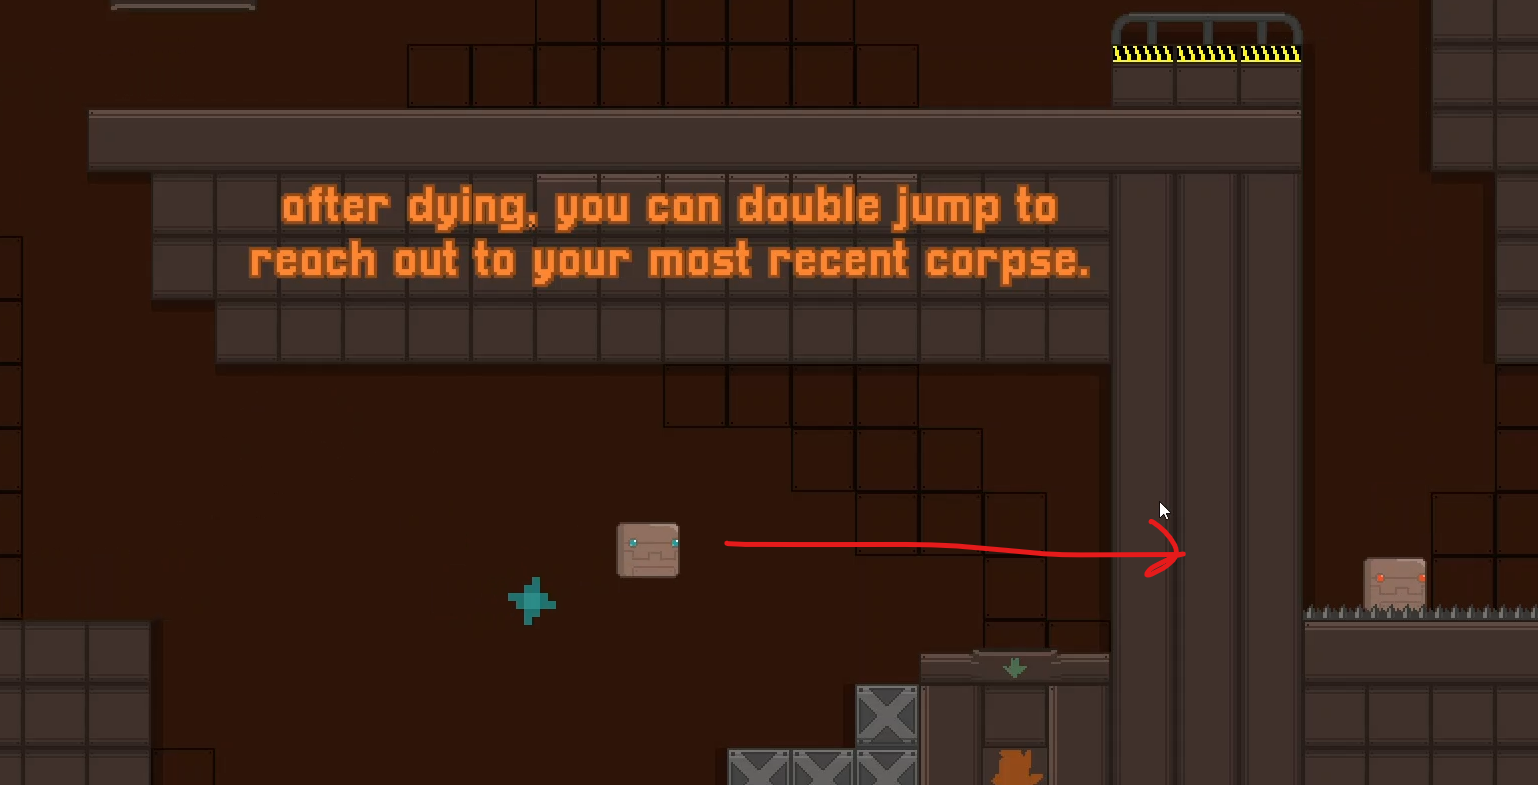 after dying, you can double jump to
reach out to your most recent corpse.